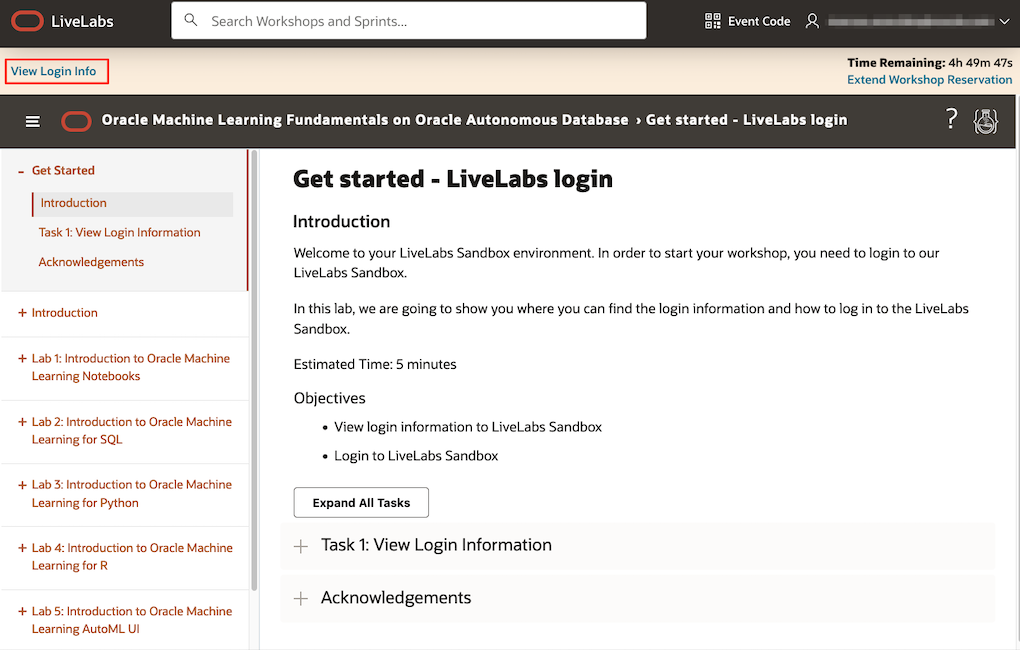 LiveLabs
Search Workshops and Sprints...
Event Code
View Login Info
Time Remaining: 4h 49m 47s
Extend Workshop Reservation
Oracle Machine Learning Fundamentals on Oracle Autonomous Database › Get started - LiveLabs login
?
- Get Started
Introduction
Task 1: View Login Information
Acknowledgements
+ Introduction
+ Lab 1: Introduction to Oracle Machine
Learning Notebooks
+ Lab 2: Introduction to Oracle Machine
Learning for SQL
+ Lab 3: Introduction to Oracle Machine
Learning for Python
+ Lab 4: Introduction to Oracle Machine
Learning for R
+ Lab 5: Introduction to Oracle Machine
Learning AutoML UI
Get started - LiveLabs login
Introduction
Welcome to your LiveLabs Sandbox environment. In order to start your workshop, you need to login to our
LiveLabs Sandbox.
In this lab, we are going to show you where you can find the login information and how to log in to the LiveLabs
Sandbox.
Estimated Time: 5 minutes
Objectives
• View login information to LiveLabs Sandbox
• Login to LiveLabs Sandbox
Expand All Tasks
+ Task 1: View Login Information
+ Acknowledgements